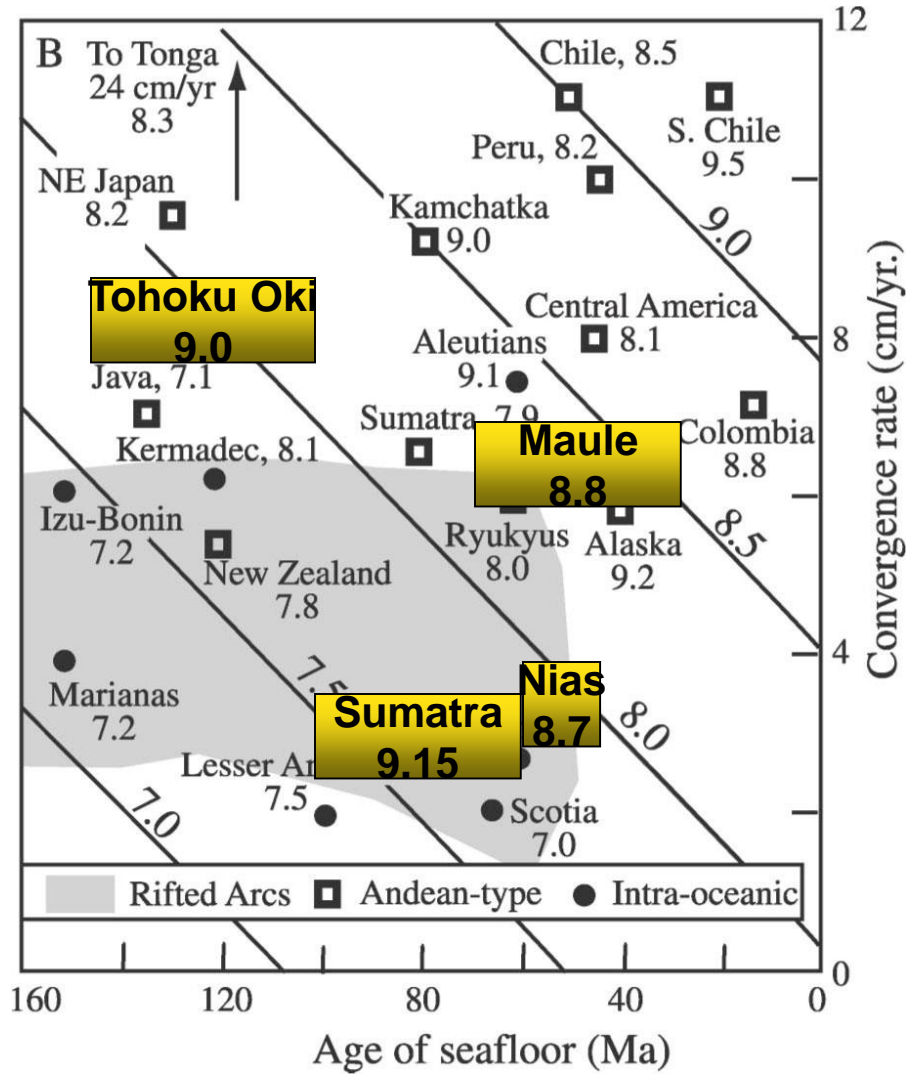 12
B To Tonga
24 cm/yr
8.3
Chile, 8.5
S. Chile
9.5
Peru, 8.2
NE Japan
8.2
Kamchatka
9.0
9.0
Tohoku Oki
9.0
Central America
8.1
8
Aleutians
9.1
Java, 7.1
Sumatra, 7.9
Maule
8.8
Colombia
8.8
Kermadec, 8.1
Izu-Bonin
7.2
Ryukyus
8.0
Alaska
9.2
8.5
New Zealand
7.8
Convergence rate (cm/yr.)
4
Marianas
7.2
7.5
Sumatra
9.15
Nias
8.7
8.0
Lesser
7.5
Scotia
7.0
7.0
Rifted Arcs Andean-type Intra-oceanic
0
160 120 80 40 0
Age of seafloor (Ma)